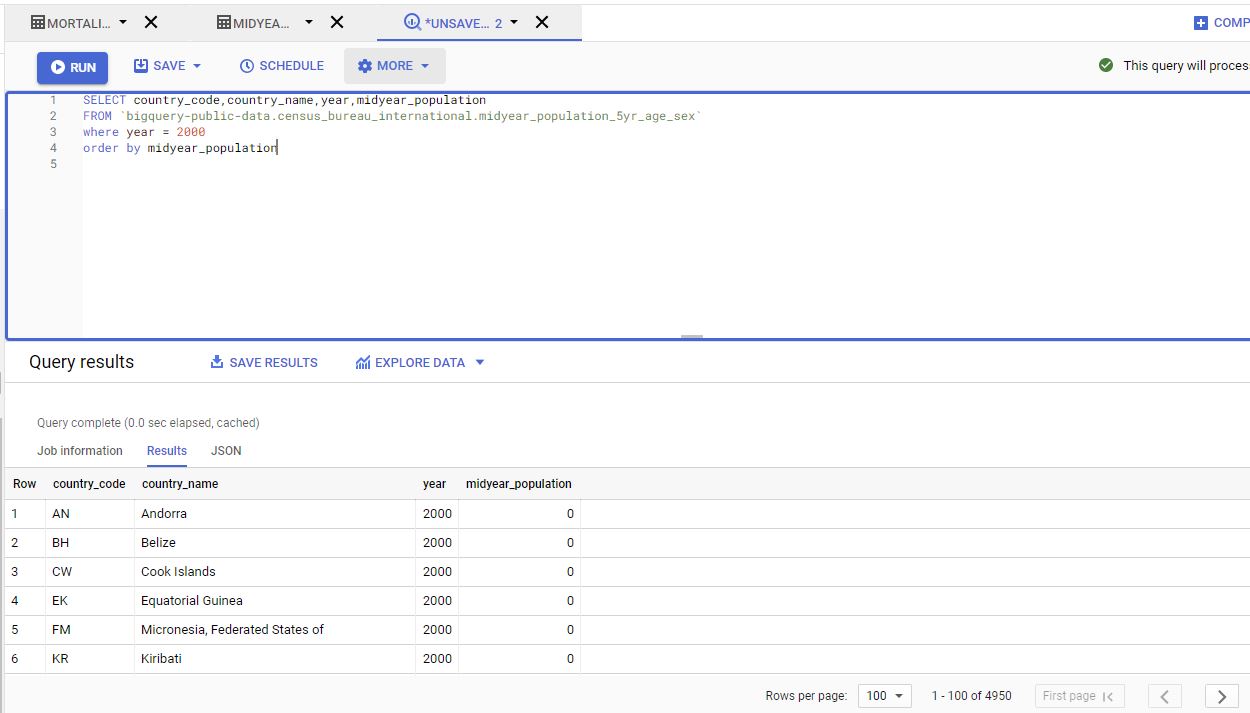 MORTALI... MIDYEA... *UNSAVE... 2 COMP
RUN SAVE SCHEDULE MORE This query will proces
1 SELECT country_code,country_name,year,midyear_population
2 FROM `bigquery-public-data.census_bureau_international.midyear_population_5yr_age_sex`
3 where year = 2000
4 order by midyear_population
5
Query results SAVE RESULTS EXPLORE DATA
Query complete (0.0 sec elapsed, cached)
Job information Results JSON
Row country_code country_name year midyear_population
1 AN Andorra 2000 0
2 BH Belize 2000 0
3 CW Cook Islands 2000 0
4 EK Equatorial Guinea 2000 0
5 FM Micronesia, Federated States of 2000 0
6 KR Kiribati 2000 0
Rows per page: 100 1 - 100 of 4950 First page